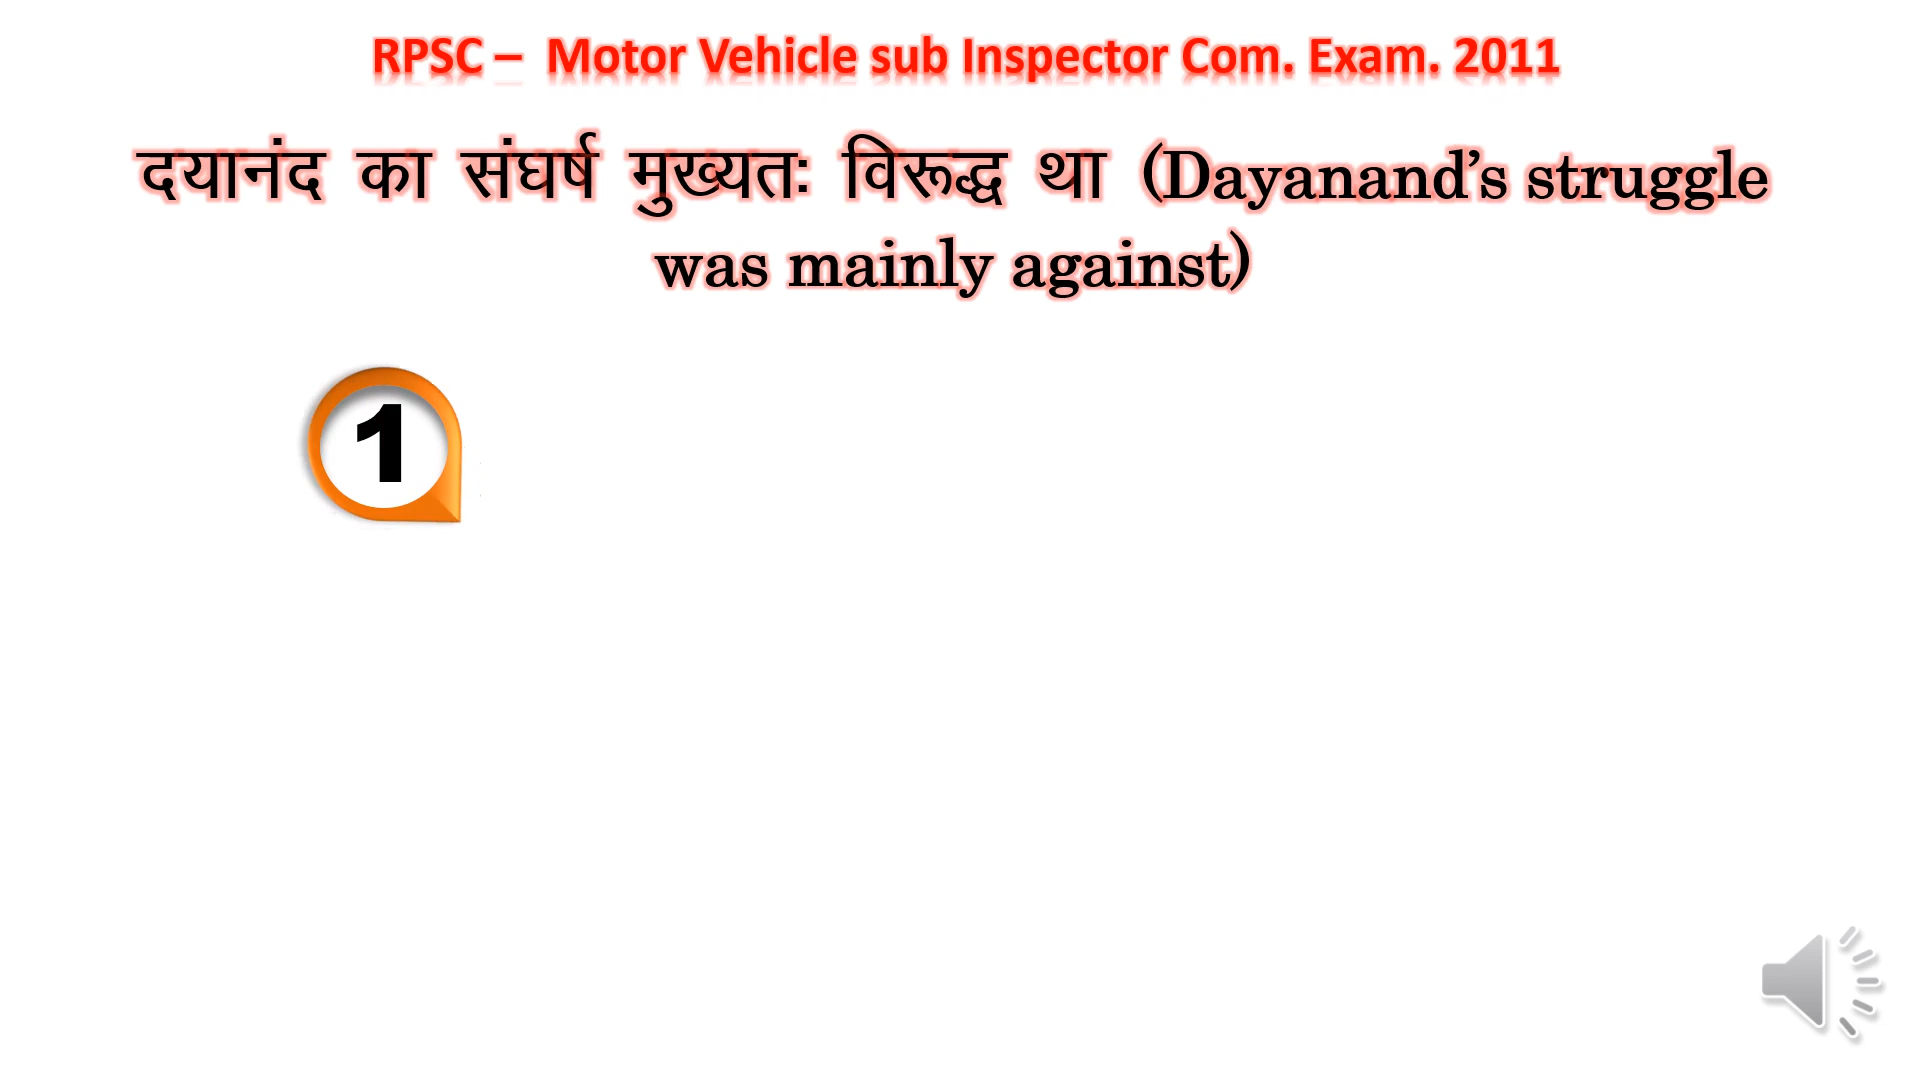 RPSC – Motor Vehicle sub Inspector Com. Exam. 2011
दयानंद का संघर्ष मुख्यतः विरूद्ध था (Dayanand’s struggle
was mainly against)
1